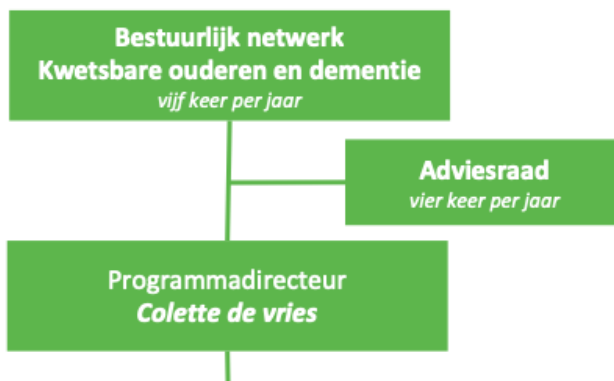 Bestuurlijk netwerk
Kwetsbare ouderen en dementie
vijf keer per jaar
Adviesraad
vier keer per jaar
Programmadirecteur
Colette de vries